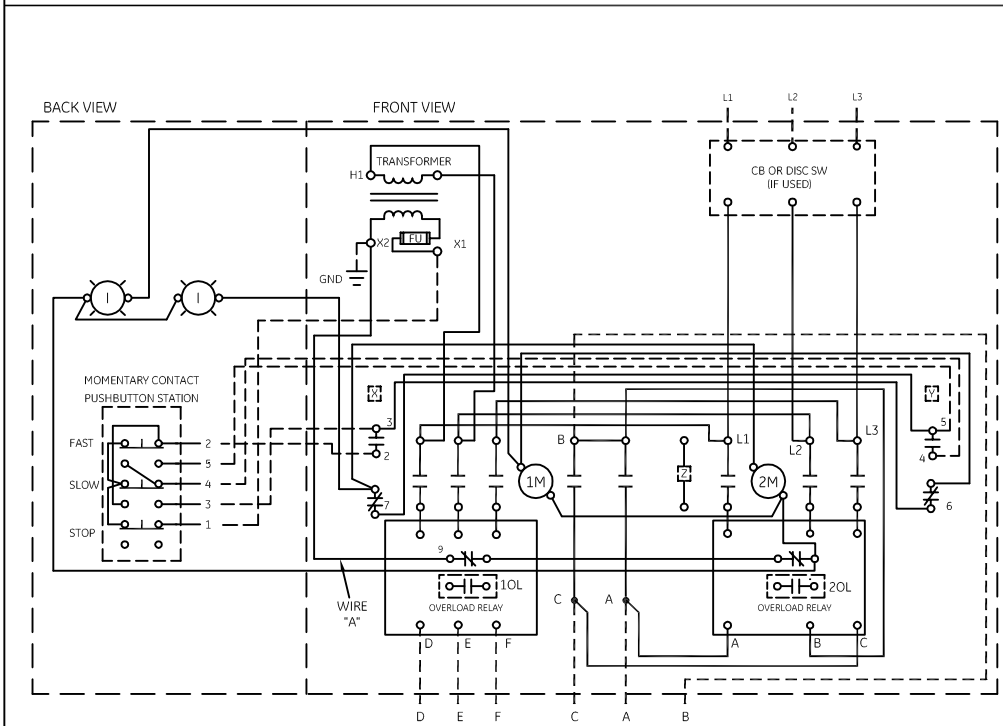 L1 L2 L3
BACK VIEW FRONT VIEW
TRANSFORMER
H1
CB OR DISC SW
(IF USED)
X2 FU X1
GND
I I
MOMENTARY CONTACT
PUSHBUTTON STATION
X Y
3 5
FAST 2
2 B L1 L2 L3 4
5
SLOW 4
1M Z 2M
3 7 6
STOP 1
9
1OL 2OL
WIRE
"A"
OVERLOAD RELAY OVERLOAD RELAY
C A
D E F A B C
D E F C A B